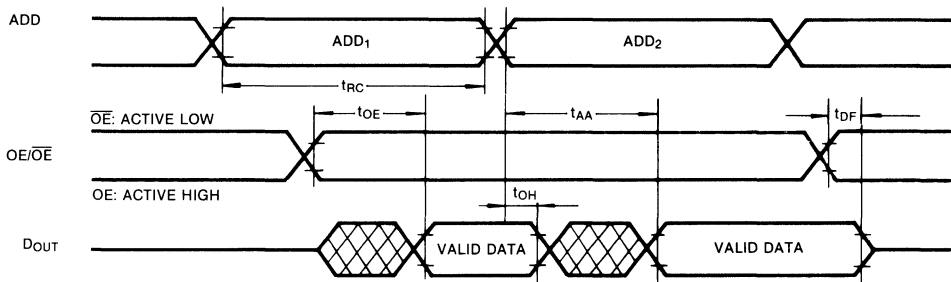 ADD
ADD₁
ADD₂
tRC
OE̅: ACTIVE LOW
tOE
tAA
tDF
OE/O̅E̅
OE: ACTIVE HIGH
tOH
DOUT
VALID DATA
VALID DATA